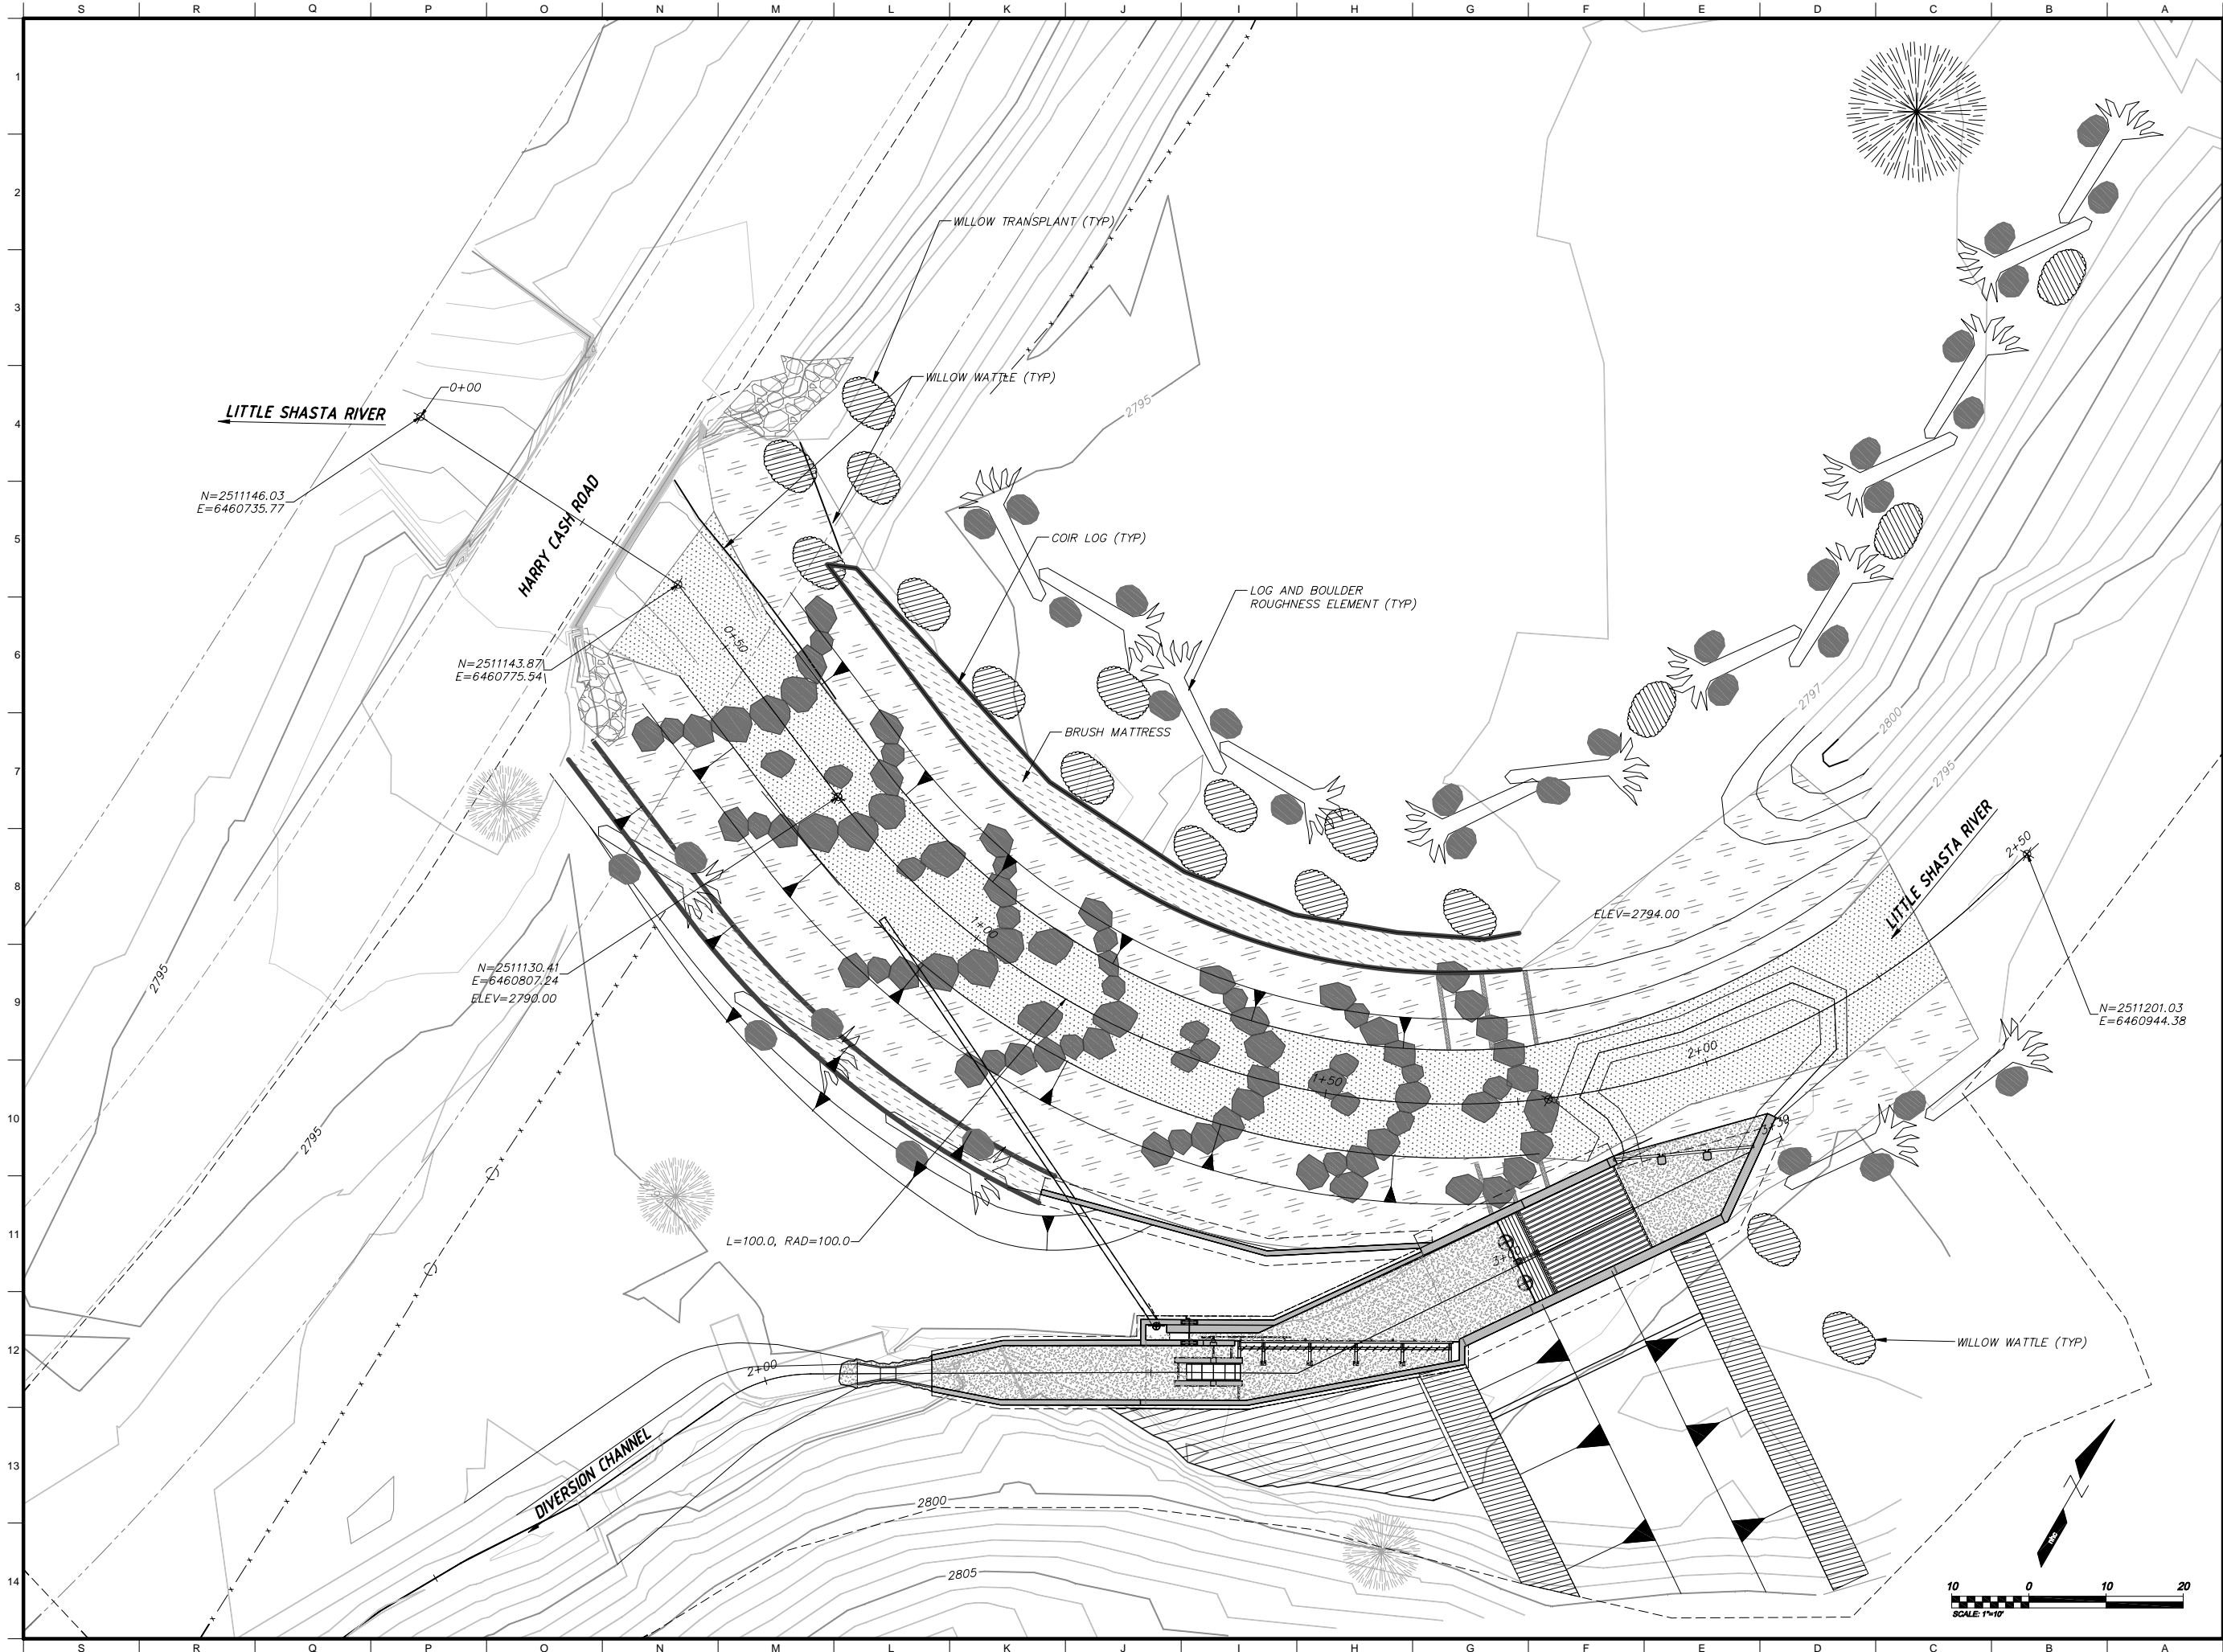 S R Q P O N M L K J I H G F E D C B A
1
2
WILLOW TRANSPLANT (TYP)
3
WILLOW WATTLE (TYP)
0+00
2795
LITTLE SHASTA RIVER
4
N=2511146.03
E=6460735.77
HARRY CASH ROAD
5
COIR LOG (TYP)
LOG AND BOULDER
ROUGHNESS ELEMENT (TYP)
0+50
6
N=2511143.87
E=6460775.54
2797
2800
BRUSH MATTRESS
7
2795
LITTLE SHASTA RIVER
2+50
8
ELEV=2794.00
1+00
2795
N=2511130.41
E=6460807.24
ELEV=2790.00
9
N=2511201.03
E=6460944.38
2+00
1+50
10
2795
3+39
11
L=100.0, RAD=100.0
12
WILLOW WATTLE (TYP)
2+00
DIVERSION CHANNEL
13
2800
nhc
14
2805
10 0 10 20
SCALE: 1"=10'
S R Q P O N M L K J I H G F E D C B A